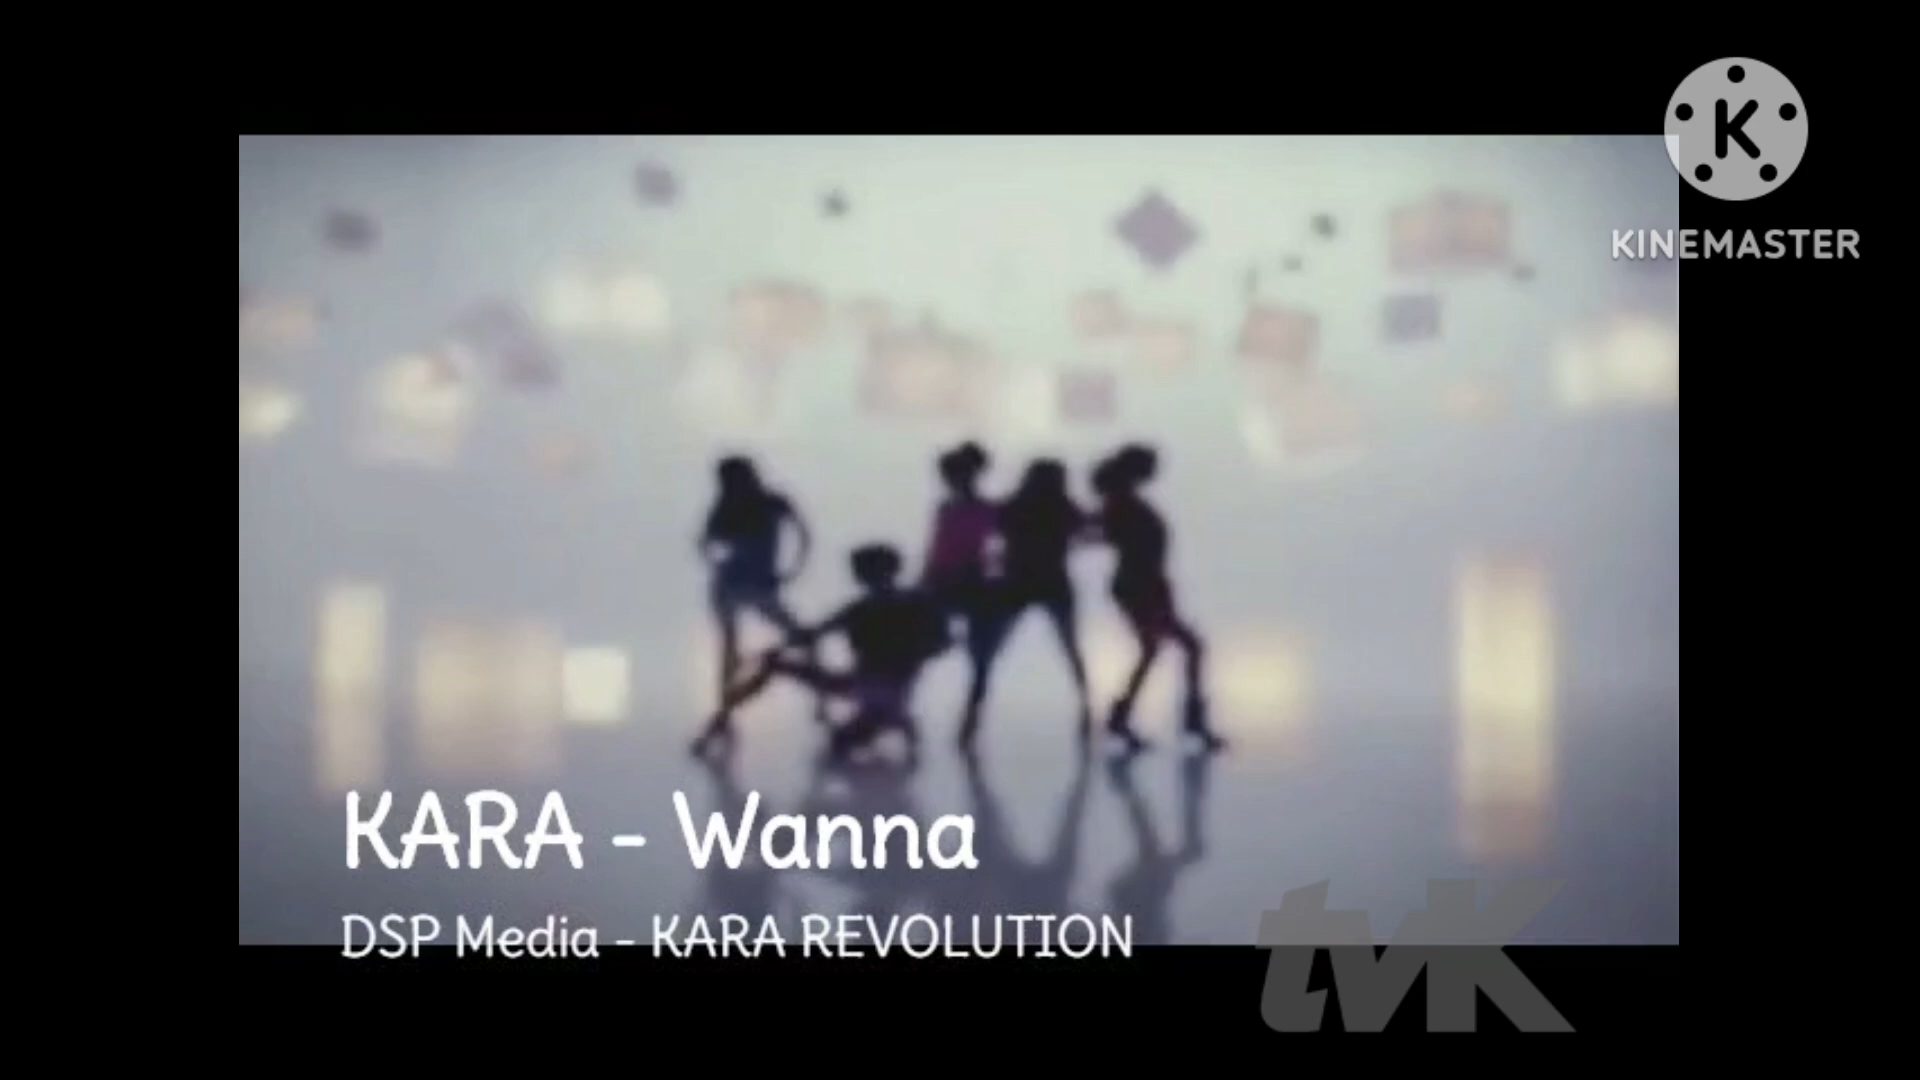 K
KINEMASTER
KARA - Wanna
DSP Media - KARA REVOLUTION
tvK